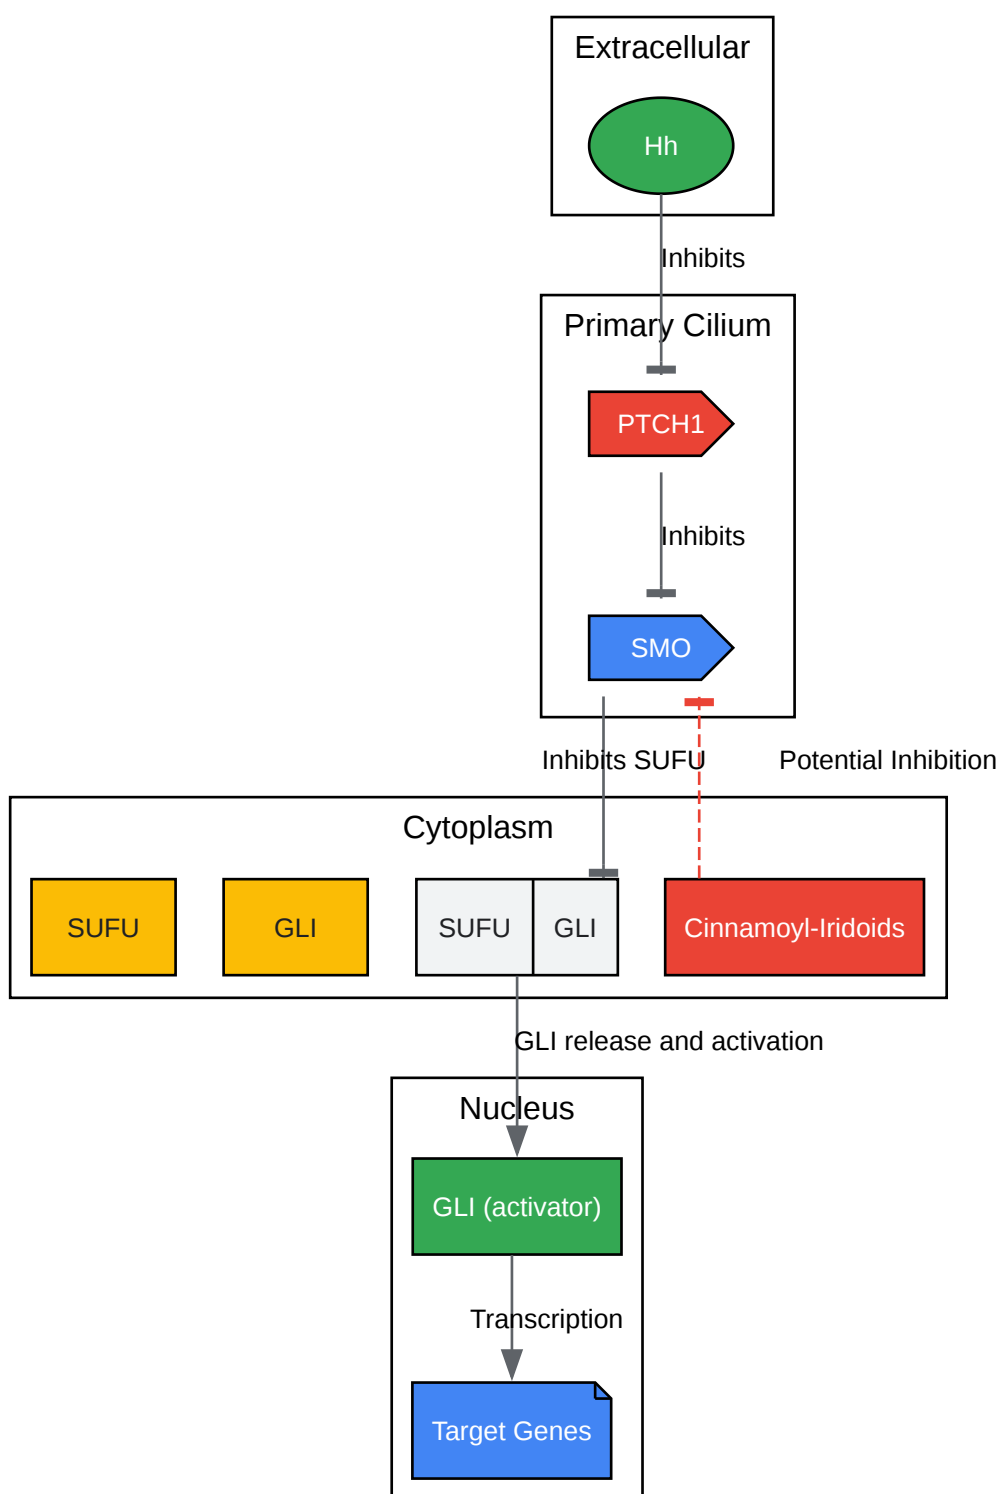 Extracellular
Hh
Inhibits
Primary Cilium
PTCH1
Inhibits
SMO
Inhibits SUFU
Potential Inhibition
Cytoplasm
SUFU
GLI
SUFU
GLI
Cinnamoyl-Iridoids
GLI release and activation
Nucleus
GLI (activator)
Transcription
Target Genes